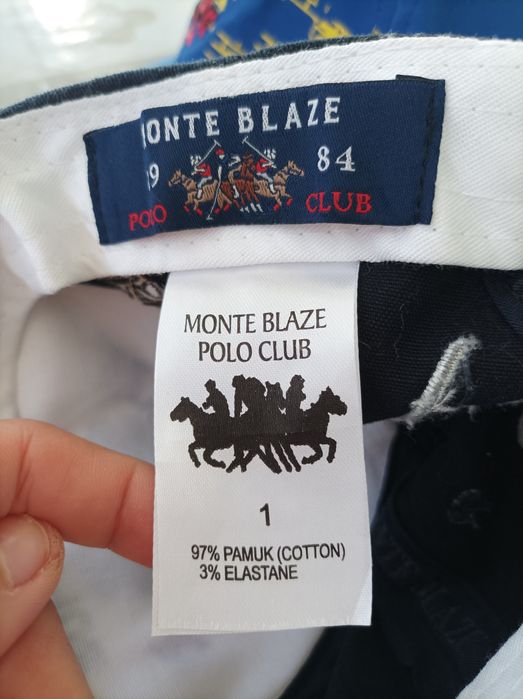 MONTE BLAZE
19 84
POLO CLUB
MONTE BLAZE
POLO CLUB
1
97% PAMUK (COTTON)
3% ELASTANE